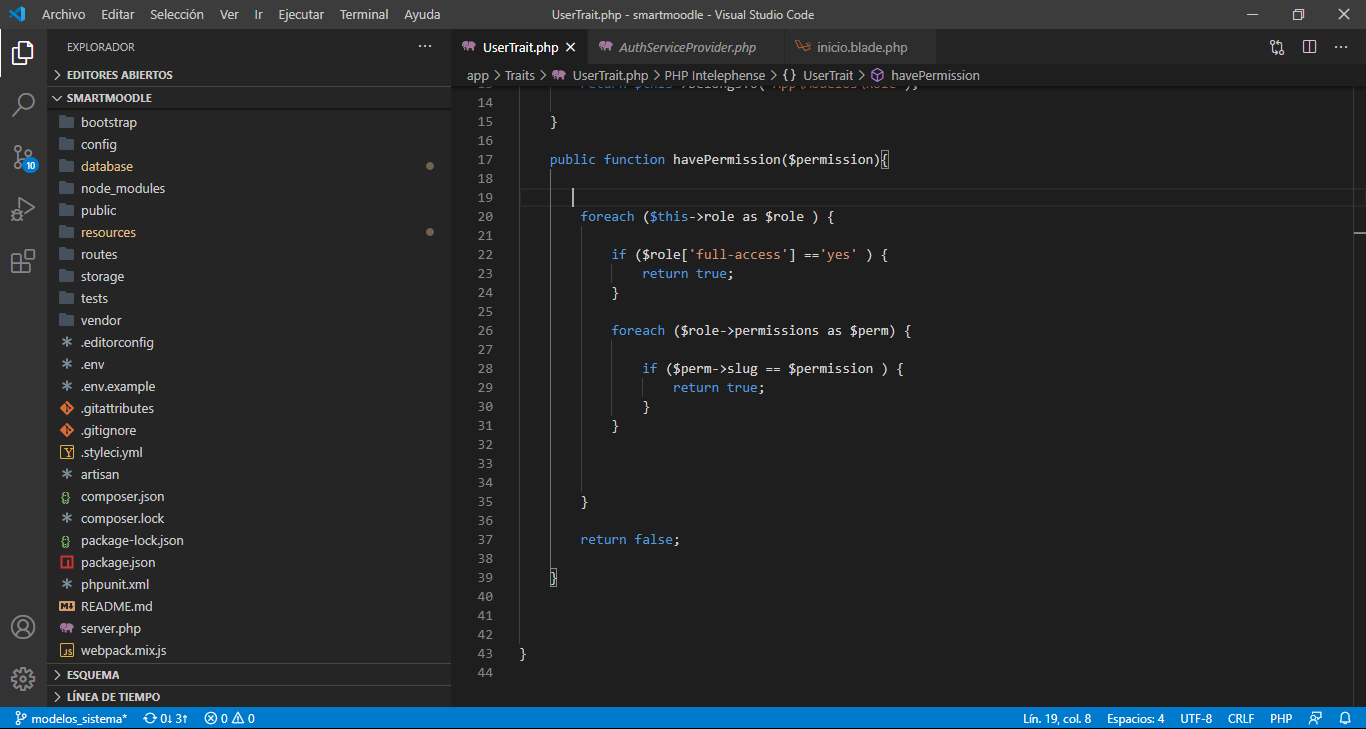 Archivo Editar Selección Ver Ir Ejecutar Terminal Ayuda UserTrait.php - smartmoodle - Visual Studio Code
EXPLORADOR
EDITORES ABIERTOS
SMARTMOODLE
bootstrap
config
database
node_modules
public
resources
routes
storage
tests
vendor
.editorconfig
.env
.env.example
.gitattributes
.gitignore
.styleci.yml
artisan
composer.json
composer.lock
package-lock.json
package.json
phpunit.xml
README.md
server.php
webpack.mix.js
ESQUEMA
LÍNEA DE TIEMPO
10
UserTrait.php AuthServiceProvider.php inicio.blade.php
app > Traits > UserTrait.php > PHP Intelephense > {} UserTrait > havePermission
14
15 }
16
17 public function havePermission($permission){
18
19
20 foreach ($this->role as $role ) {
21
22 if ($role['full-access'] =='yes' ) {
23 return true;
24 }
25
26 foreach ($role->permissions as $perm) {
27
28 if ($perm->slug == $permission ) {
29 return true;
30 }
31 }
32
33
34
35 }
36
37 return false;
38
39 }
40
41
42
43 }
44
modelos_sistema* 0↓ 3↑ 0 0 Lín. 19, col. 8 Espacios: 4 UTF-8 CRLF PHP